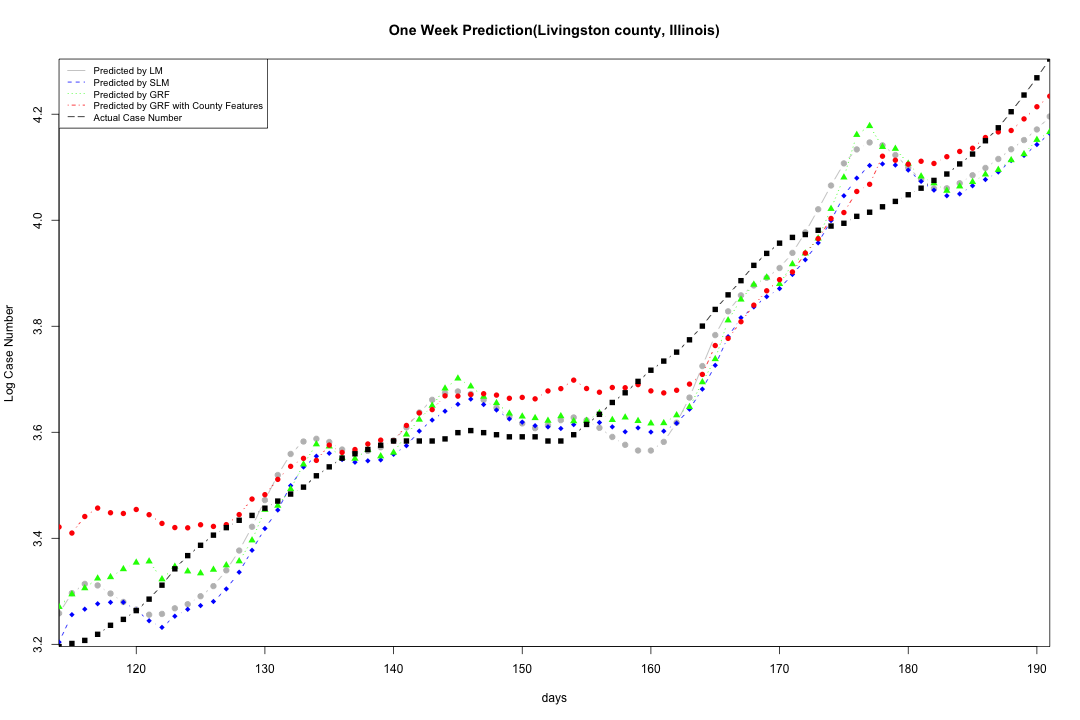 One Week Prediction(Livingston county, Illinois)
Predicted by LM
Predicted by SLM
Predicted by GRF
Predicted by GRF with County Features
Actual Case Number
Log Case Number
4.2
4.0
3.8
3.6
3.4
3.2
120 130 140 150 160 170 180 190
days